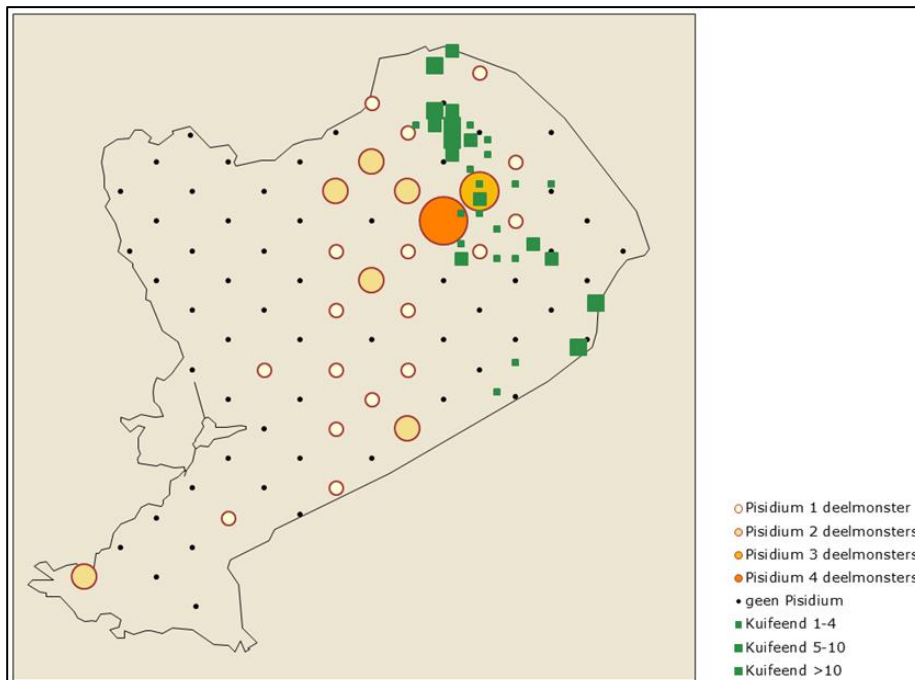 Pisidium 1 deelmonster
Pisidium 2 deelmonsters
Pisidium 3 deelmonsters
Pisidium 4 deelmonsters
geen Pisidium
Kuifeend 1-4
Kuifeend 5-10
Kuifeend >10